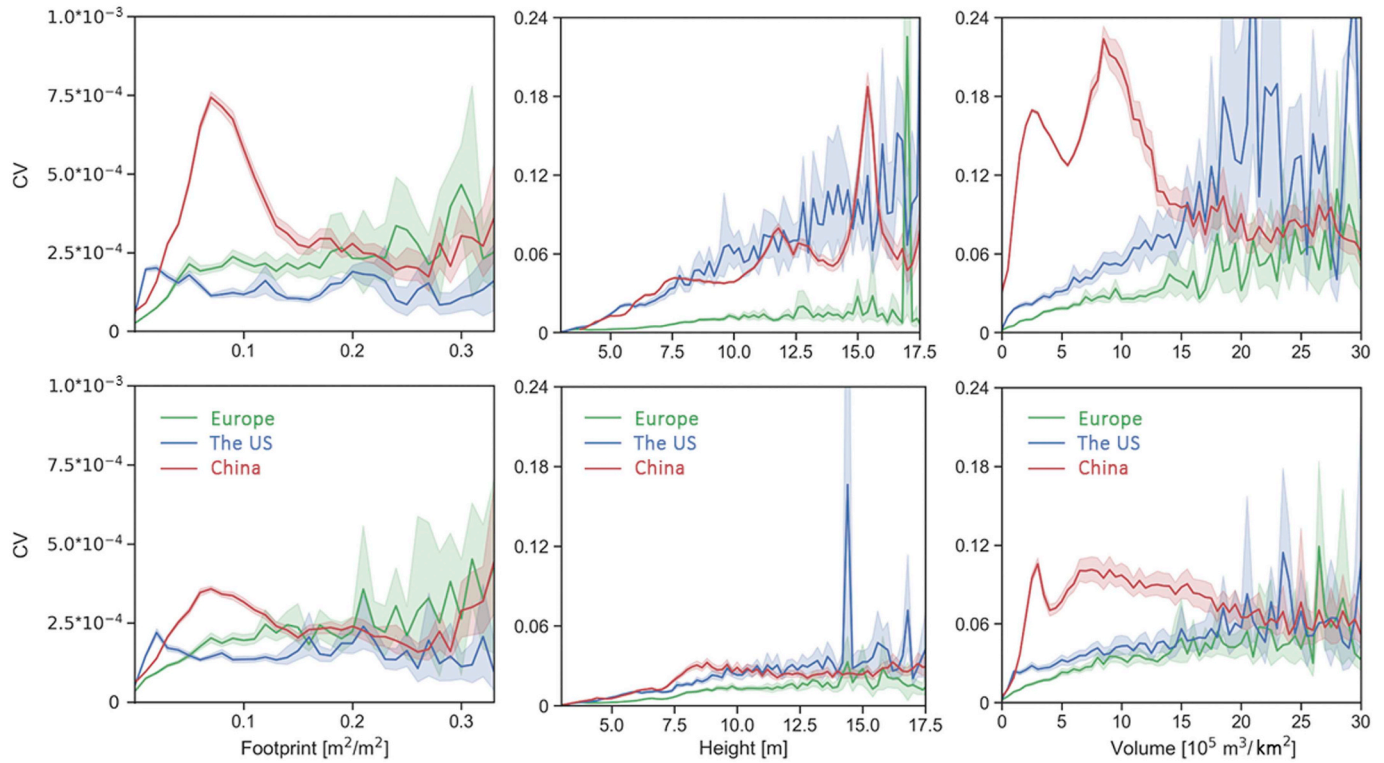 CV
1.0*10⁻³
7.5*10⁻⁴
5.0*10⁻⁴
2.5*10⁻⁴
0
0.1 0.2 0.3
0.24
0.18
0.12
0.06
0
5.0 7.5 10.0 12.5 15.0 17.5
0.24
0.18
0.12
0.06
0
0 5 10 15 20 25 30
CV
1.0*10⁻³
7.5*10⁻⁴
5.0*10⁻⁴
2.5*10⁻⁴
0
Europe
The US
China
0.1 0.2 0.3
Footprint [m²/m²]
0.24
0.18
0.12
0.06
0
Europe
The US
China
5.0 7.5 10.0 12.5 15.0 17.5
Height [m]
0.24
0.18
0.12
0.06
0
Europe
The US
China
0 5 10 15 20 25 30
Volume [10⁵ m³/km²]